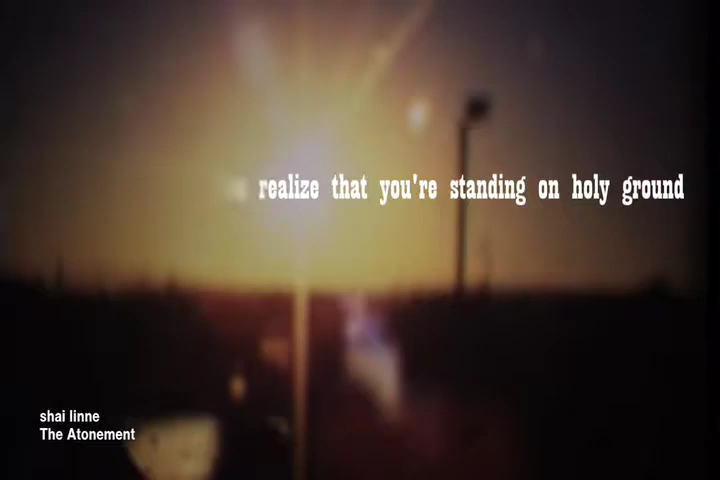 realize that you're standing on holy ground
shai linne
The Atonement